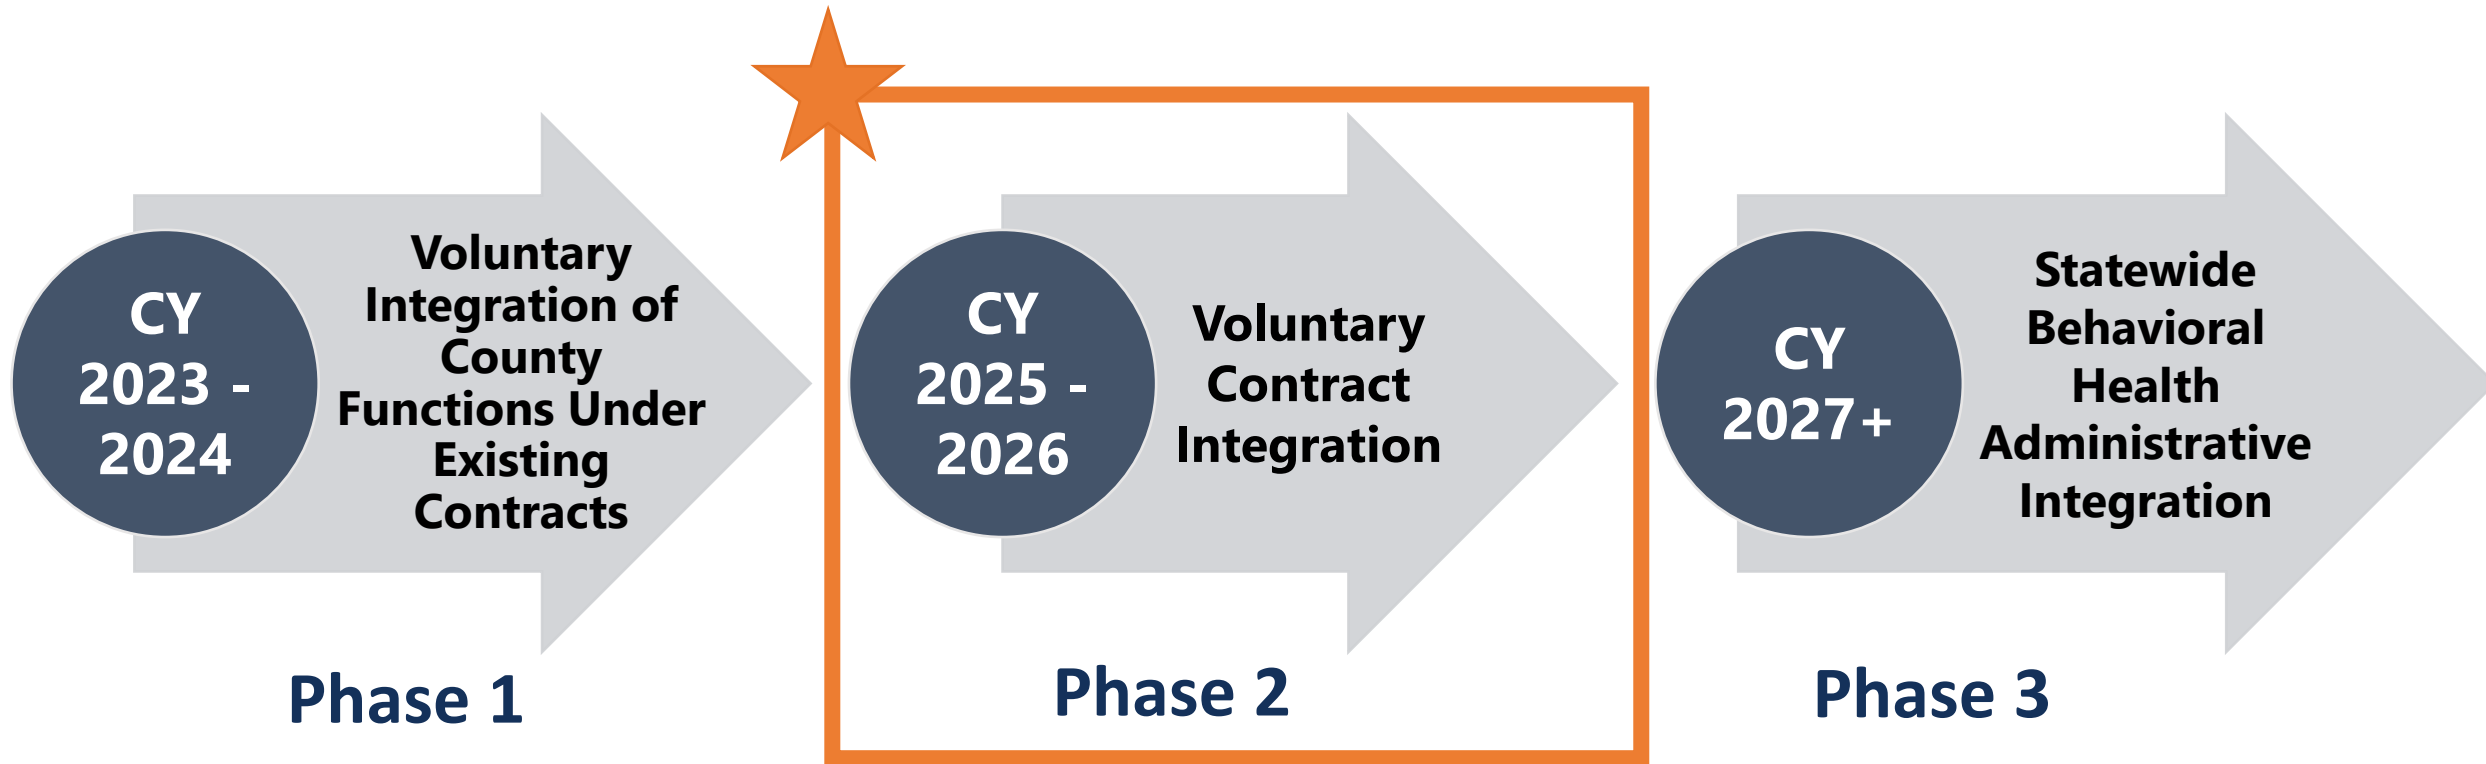 CY
2023 -
2024
Voluntary
Integration of
County
Functions Under
Existing
Contracts
Phase 1
CY
2025 -
2026
Voluntary
Contract
Integration
Phase 2
CY
2027+
Statewide
Behavioral
Health
Administrative
Integration
Phase 3